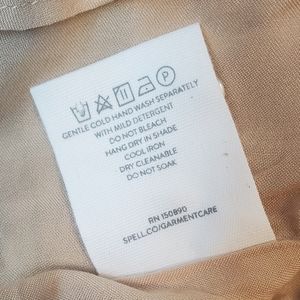 P
GENTLE COLD HAND WASH SEPARATELY
WITH MILD DETERGENT
DO NOT BLEACH
HANG DRY IN SHADE
COOL IRON
DRY CLEANABLE
DO NOT SOAK
RN 150890
SPELL.CO/GARMENTCARE